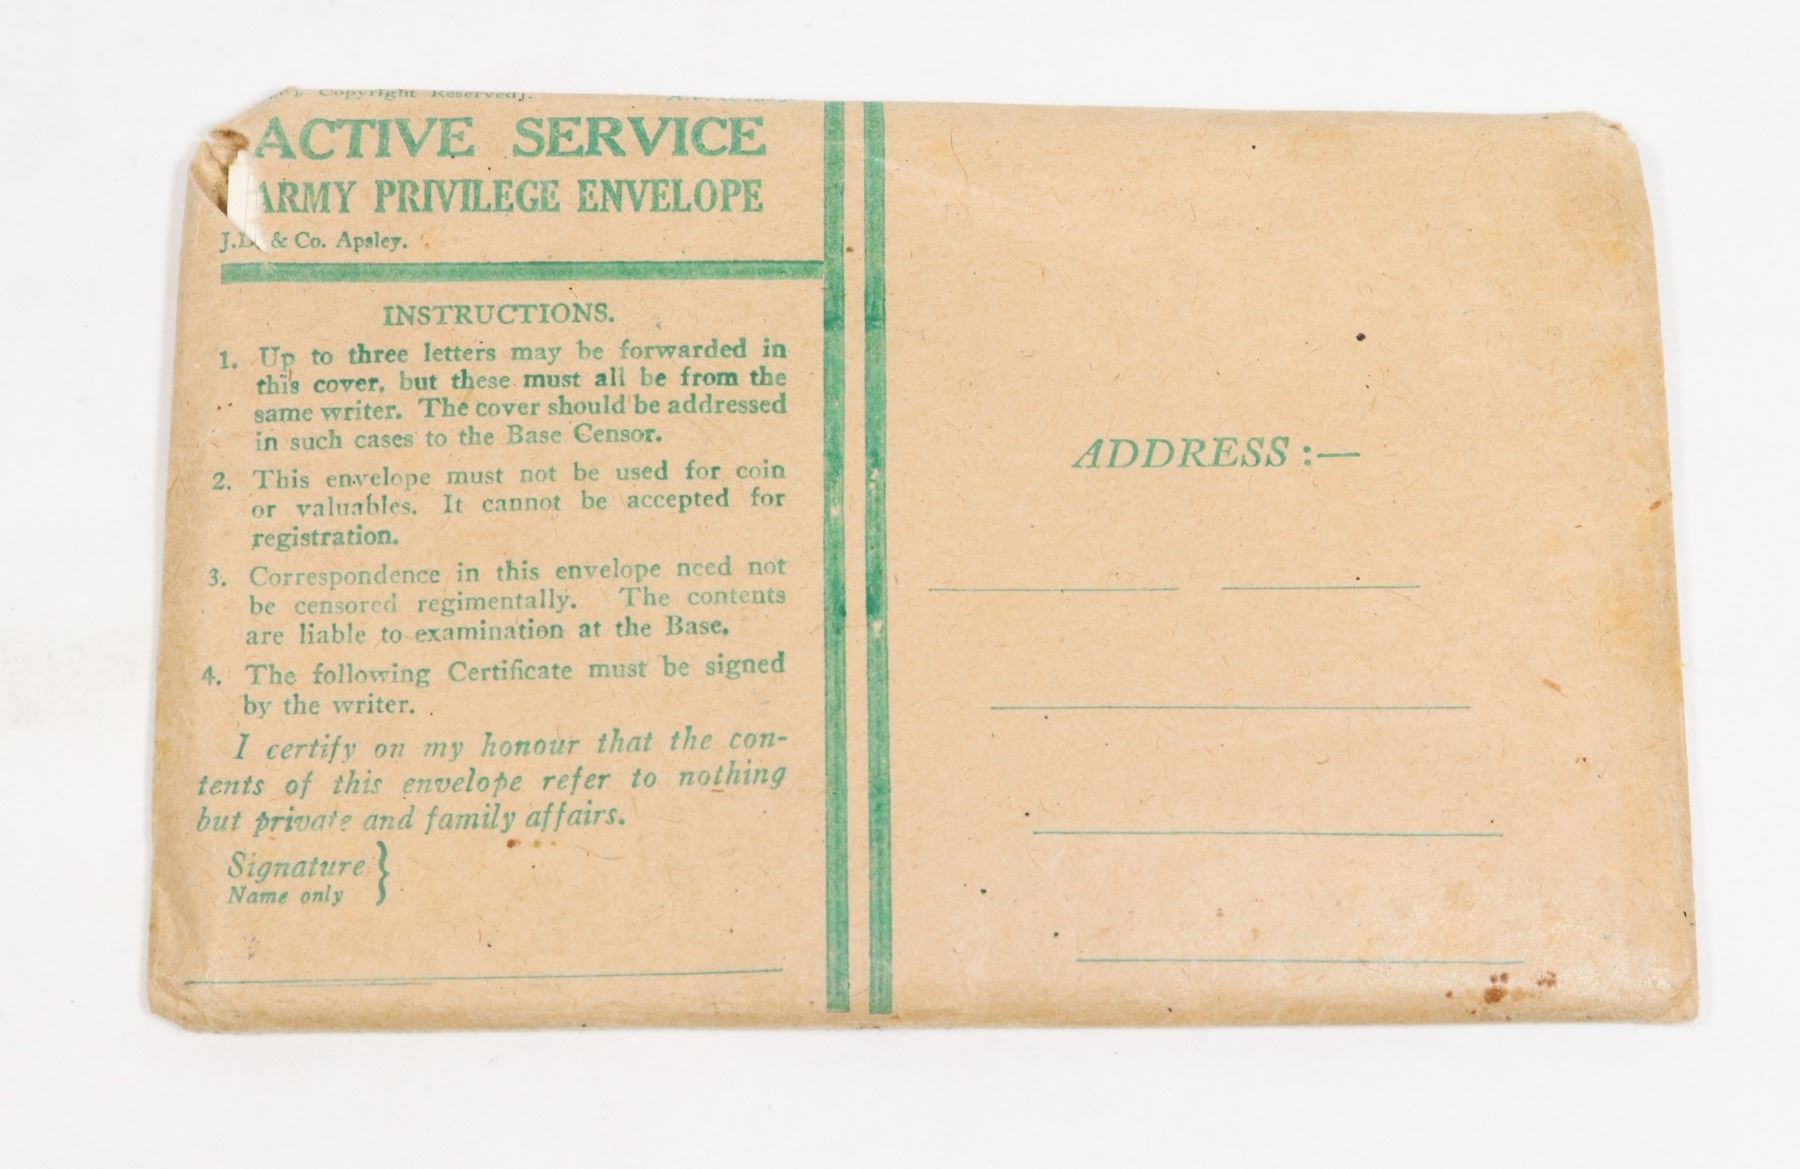 Copyright Reserved].
ACTIVE SERVICE
ARMY PRIVILEGE ENVELOPE
J.D. & Co. Apsley.
INSTRUCTIONS.
1. Up to three letters may be forwarded in
this cover, but these must all be from the
same writer. The cover should be addressed
in such cases to the Base Censor.
2. This envelope must not be used for coin
or valuables. It cannot be accepted for
registration.
3. Correspondence in this envelope need not
be censored regimentally. The contents
are liable to examination at the Base.
4. The following Certificate must be signed
by the writer.
I certify on my honour that the con-
tents of this envelope refer to nothing
but private and family affairs.
Signature }
Name only
ADDRESS :—